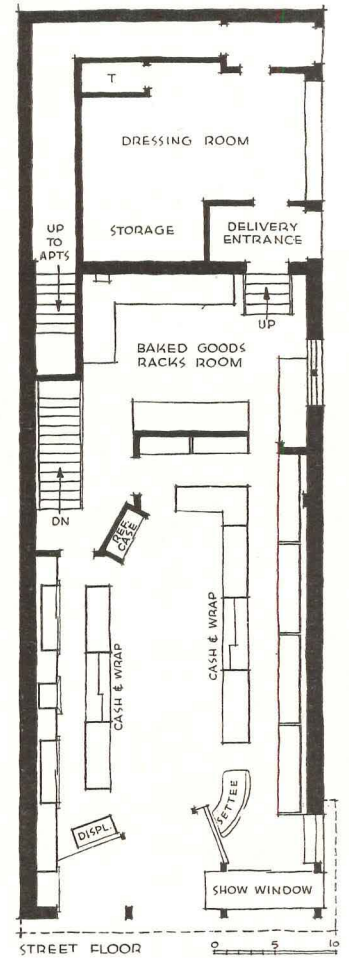 T
DRESSING ROOM
UP
TO
APTS
STORAGE
DELIVERY
ENTRANCE
UP
BAKED GOODS
RACKS ROOM
DN
REF.
CASE
CASH & WRAP
CASH & WRAP
SETTEE
DISPL.
SHOW WINDOW
STREET FLOOR
0 5 10